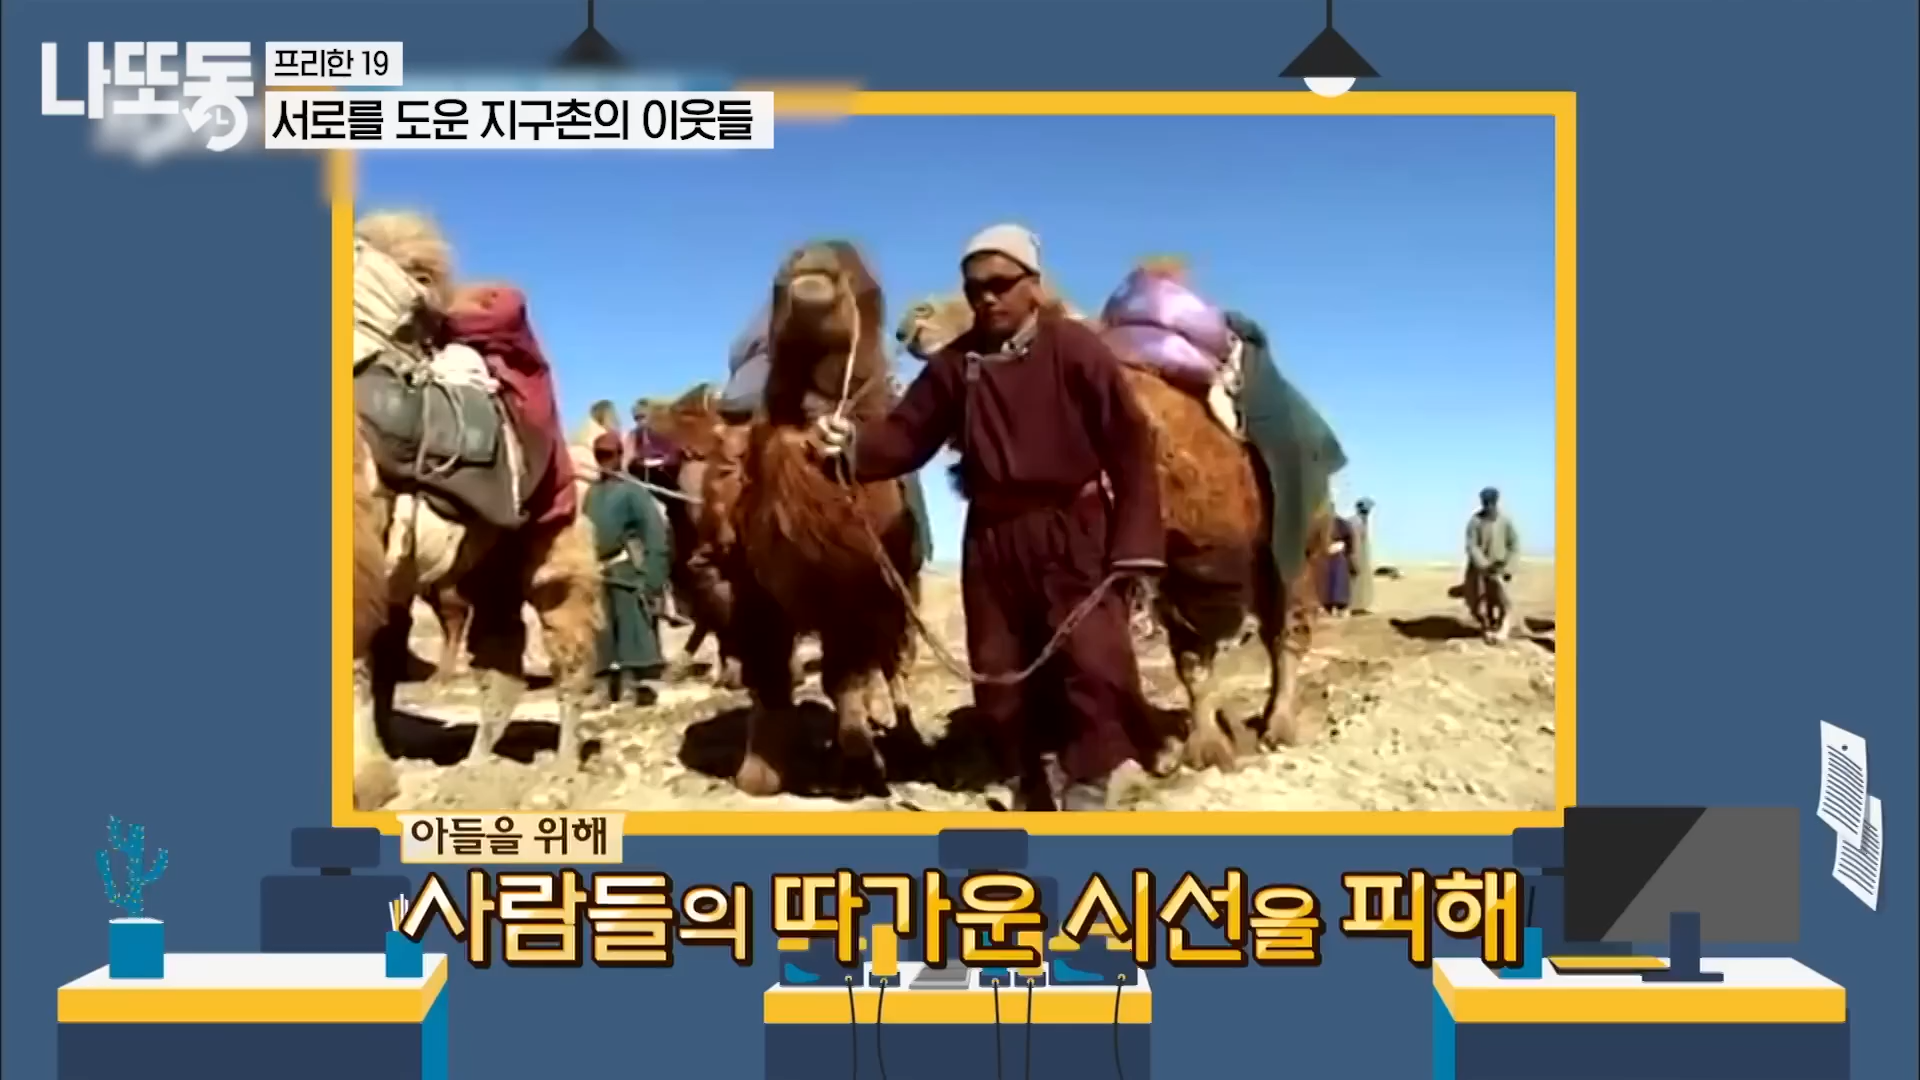 나또동
프리한 19
서로를 도운 지구촌의 이웃들
아들을 위해
사람들의 따가운 시선을 피해